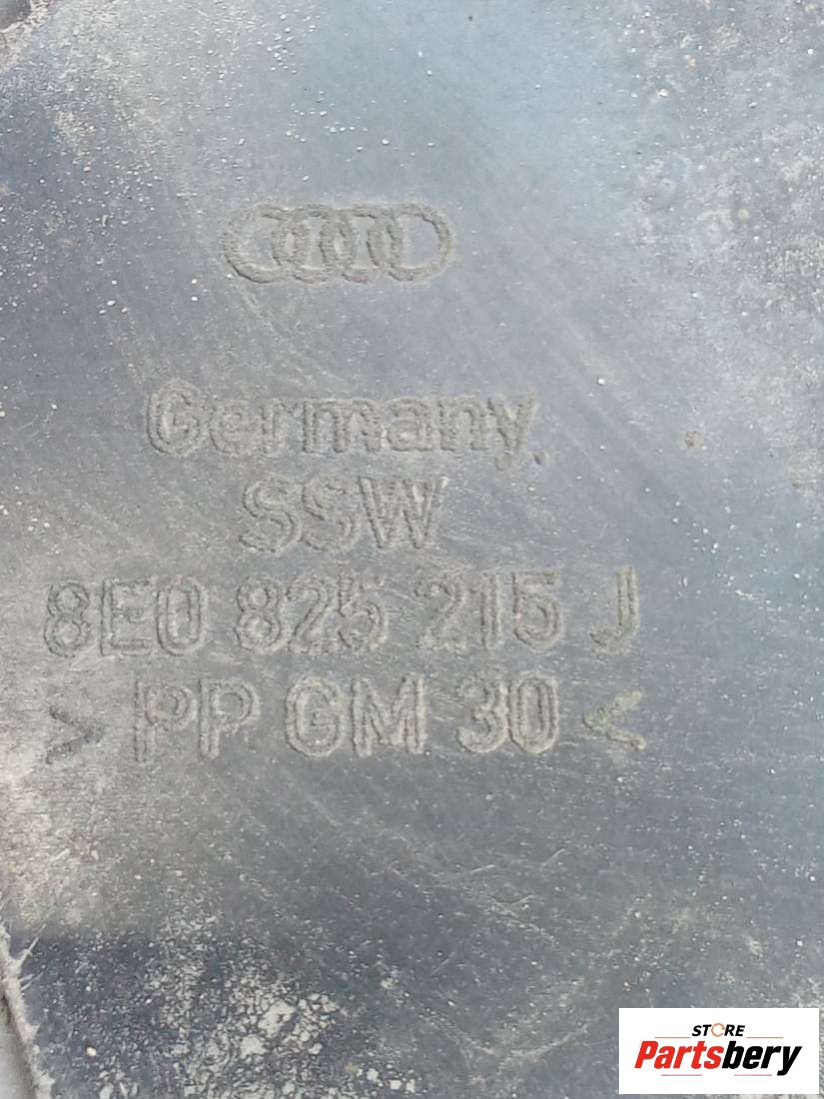 Germany.
SSW
8E0 825 215 J
> PP GM 30 <
STORE
Partsbery